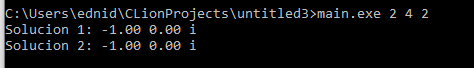 C:\Users\ednid\CLionProjects\untitled3>main.exe 2 4 2
Solucion 1: -1.00 0.00 i
Solucion 2: -1.00 0.00 i